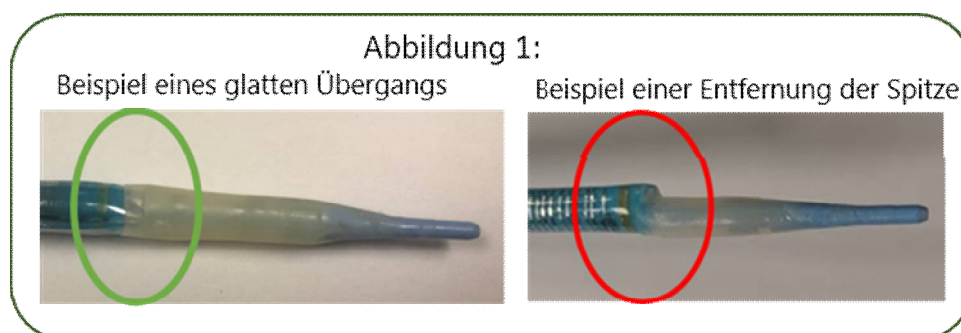 Abbildung 1:
Beispiel eines glatten Übergangs
Beispiel einer Entfernung der Spitze